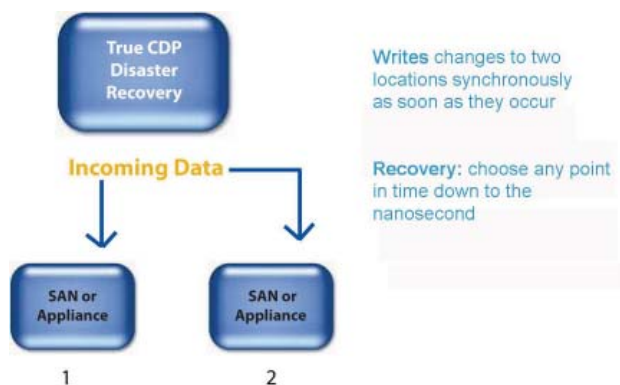 True CDP
Disaster
Recovery
Writes changes to two
locations synchronously
as soon as they occur
Incoming Data
Recovery: choose any point
in time down to the
nanosecond
SAN or
Appliance
SAN or
Appliance
1
2